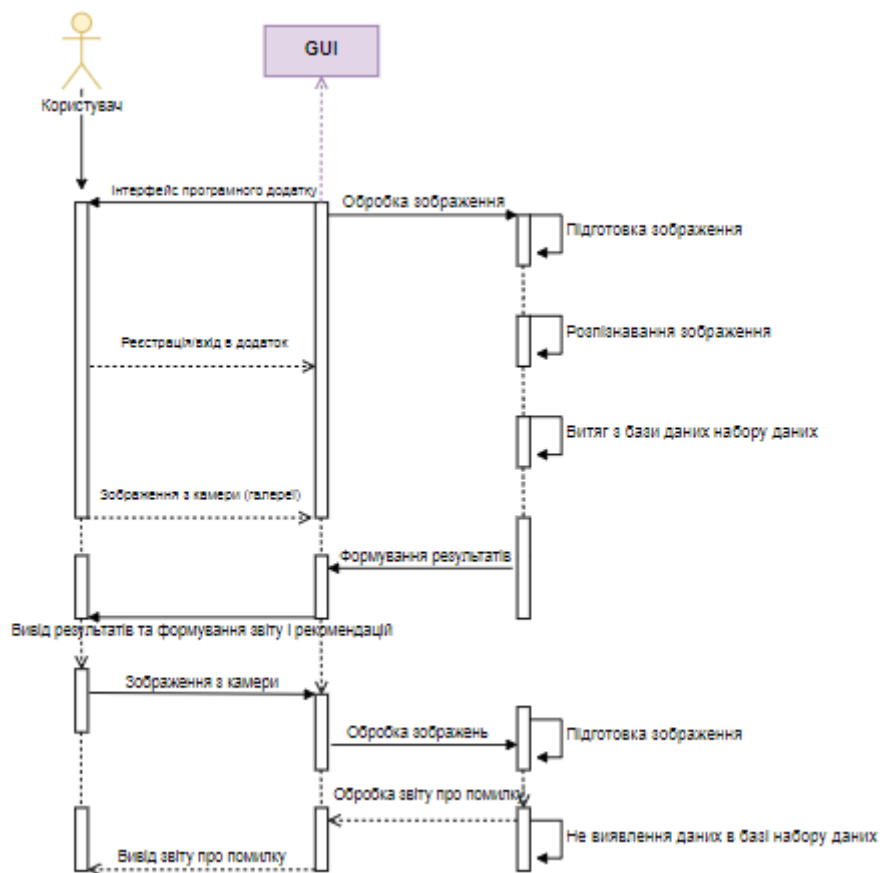 GUI
Користувач
Інтерфейс програмного додатку
Обробка зображення
Підготовка зображення
Розпізнавання зображення
Реєстрація/вхід в додаток
Витяг з бази даних набору даних
Зображення з камери (галереї)
Формування результатів
Вивід результатів та формування звіту і рекомендацій
Зображення з камери
Обробка зображень
Підготовка зображення
Обробка звіту про помилку
Не виявлення даних в базі набору даних
Вивід звіту про помилку